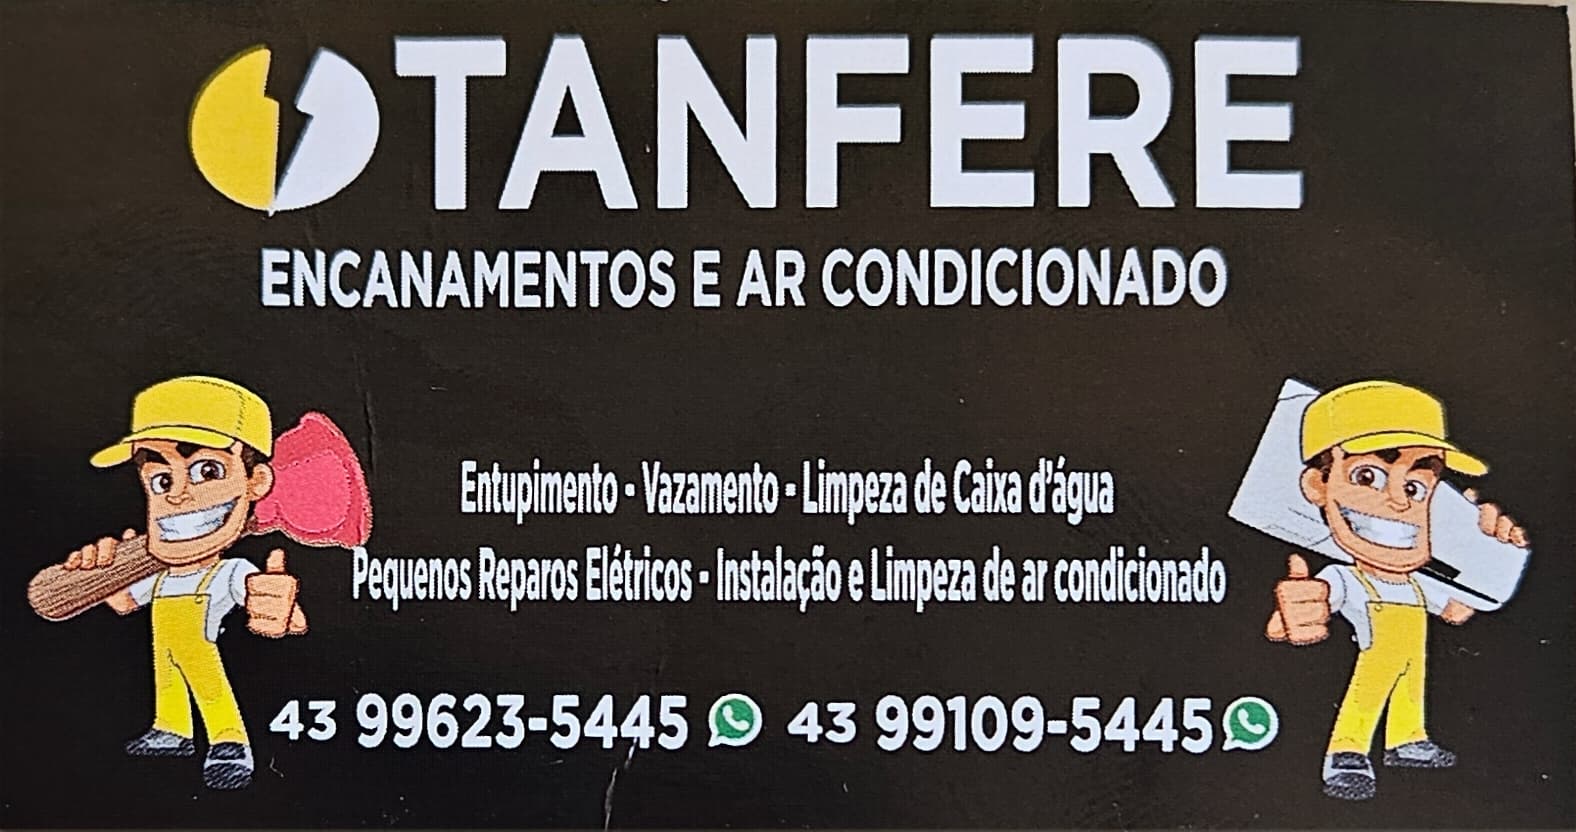 TANFERE
ENCANAMENTOS E AR CONDICIONADO
Entupimento - Vazamento - Limpeza de Caixa d'água
Pequenos Reparos Elétricos - Instalação e Limpeza de ar condicionado
43 99623-5445 43 99109-5445